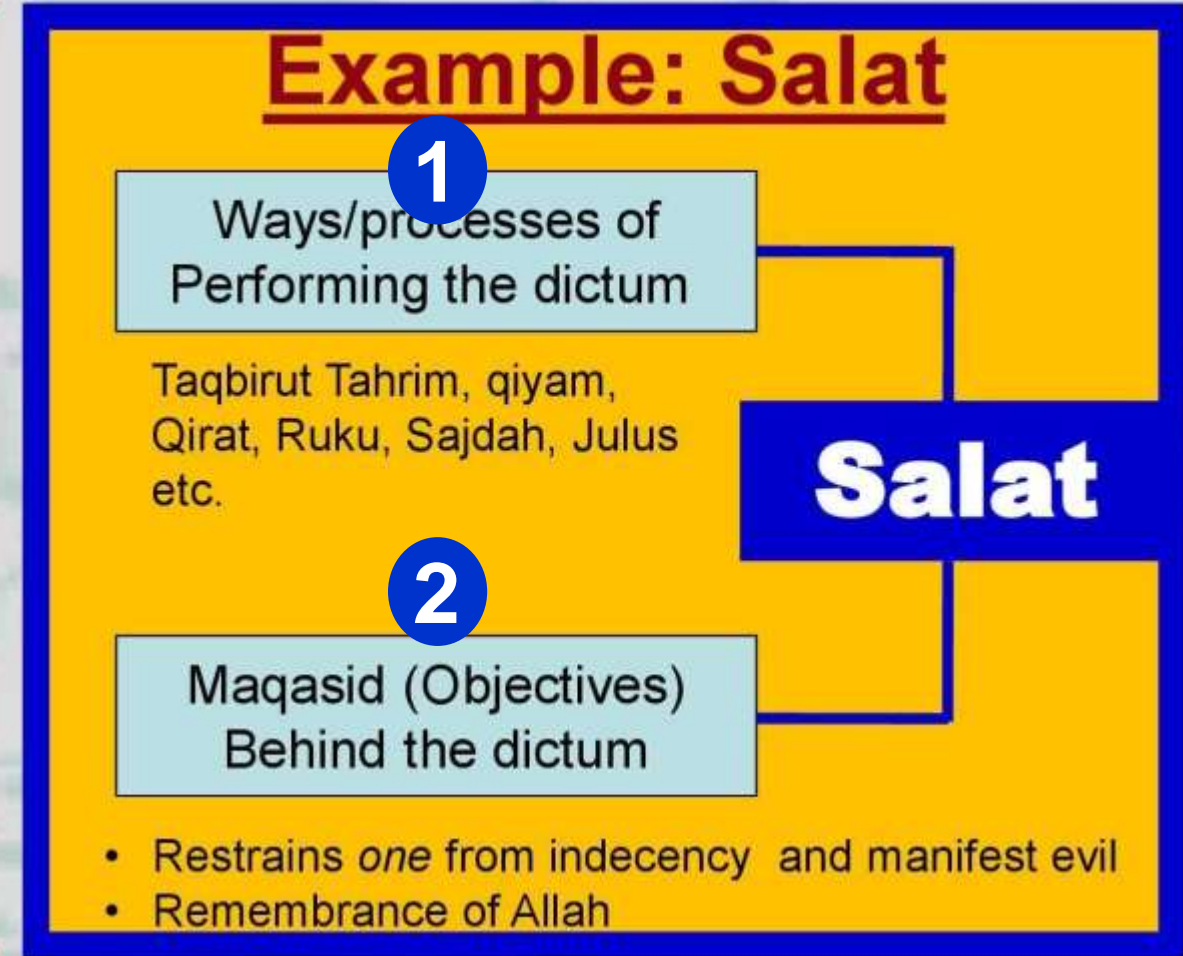 Example: Salat
1
Ways/processes of
Performing the dictum
Taqbirut Tahrim, qiyam,
Qirat, Ruku, Sajdah, Julus
etc.
Salat
2
Maqasid (Objectives)
Behind the dictum
• Restrains one from indecency and manifest evil
• Remembrance of Allah